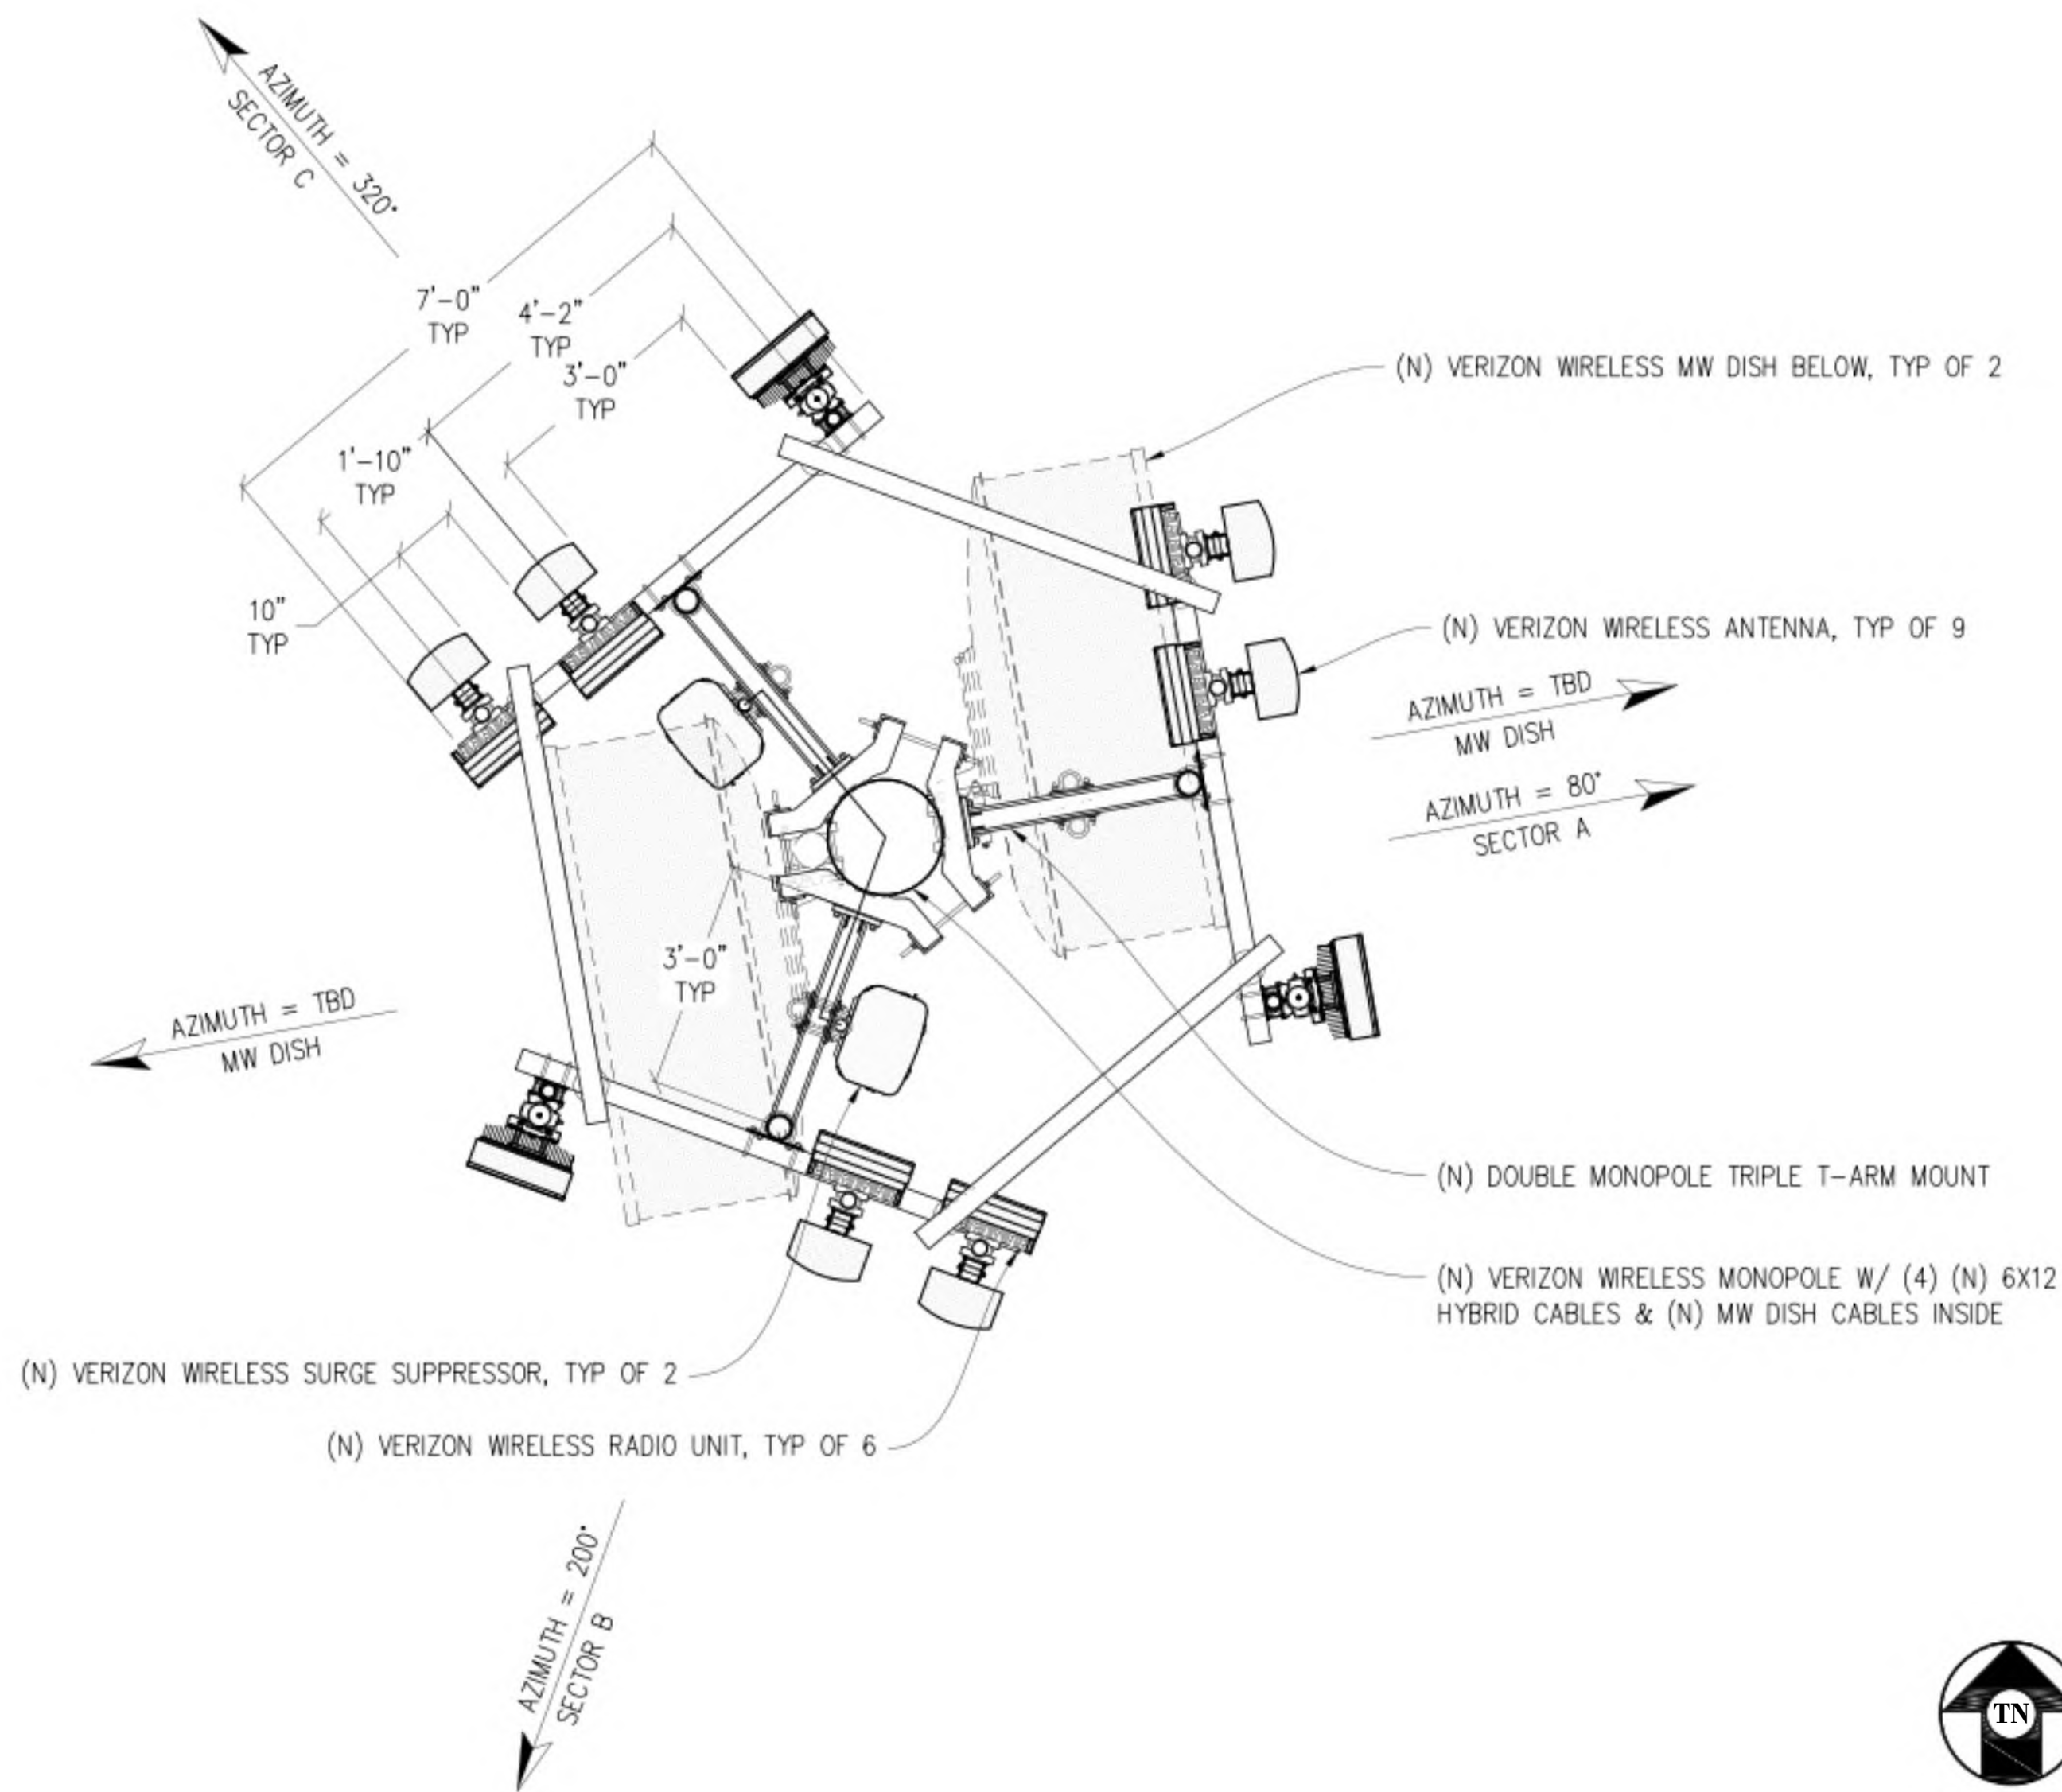 AZIMUTH = 320°
SECTOR C
7'-0"
TYP
4'-2"
TYP
3'-0"
TYP
1'-10"
TYP
10"
TYP
(N) VERIZON WIRELESS MW DISH BELOW, TYP OF 2
(N) VERIZON WIRELESS ANTENNA, TYP OF 9
AZIMUTH = TBD
MW DISH
AZIMUTH = 80°
SECTOR A
3'-0"
TYP
AZIMUTH = TBD
MW DISH
(N) DOUBLE MONOPOLE TRIPLE T-ARM MOUNT
(N) VERIZON WIRELESS MONOPOLE W/ (4) (N) 6X12
HYBRID CABLES & (N) MW DISH CABLES INSIDE
(N) VERIZON WIRELESS SURGE SUPPRESSOR, TYP OF 2
(N) VERIZON WIRELESS RADIO UNIT, TYP OF 6
AZIMUTH = 200°
SECTOR B
TN